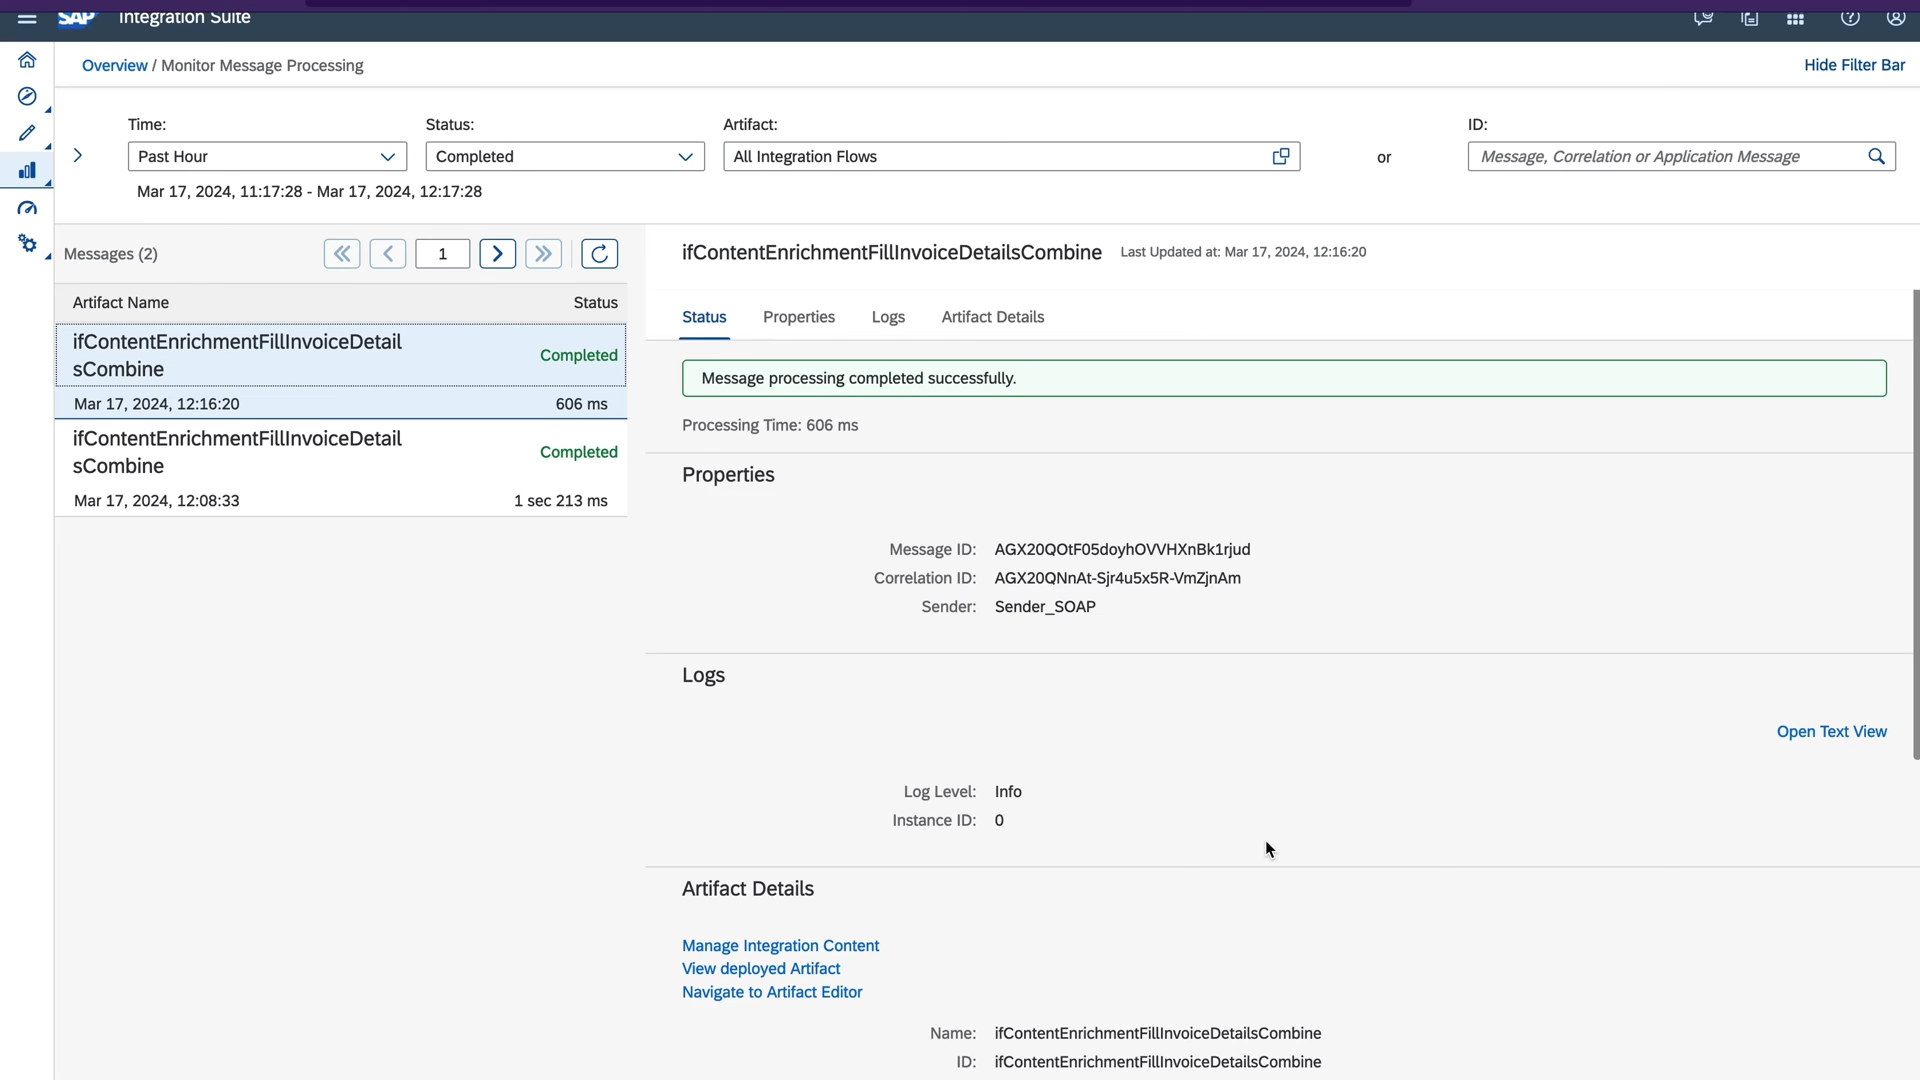 SAP Integration Suite
Overview / Monitor Message Processing
Hide Filter Bar
Time:
Status:
Artifact:
ID:
Past Hour
Completed
All Integration Flows
or
Message, Correlation or Application Message
Mar 17, 2024, 11:17:28 - Mar 17, 2024, 12:17:28
Messages (2)
1
Artifact Name
Status
ifContentEnrichmentFillInvoiceDetail
sCombine
Completed
Mar 17, 2024, 12:16:20
606 ms
ifContentEnrichmentFillInvoiceDetail
sCombine
Completed
Mar 17, 2024, 12:08:33
1 sec 213 ms
ifContentEnrichmentFillInvoiceDetailsCombine
Last Updated at: Mar 17, 2024, 12:16:20
Status
Properties
Logs
Artifact Details
Message processing completed successfully.
Processing Time: 606 ms
Properties
Message ID: AGX20QOtF05doyhOVVHXnBk1rjud
Correlation ID: AGX20QNnAt-Sjr4u5x5R-VmZjnAm
Sender: Sender_SOAP
Logs
Open Text View
Log Level: Info
Instance ID: 0
Artifact Details
Manage Integration Content
View deployed Artifact
Navigate to Artifact Editor
Name: ifContentEnrichmentFillInvoiceDetailsCombine
ID: ifContentEnrichmentFillInvoiceDetailsCombine